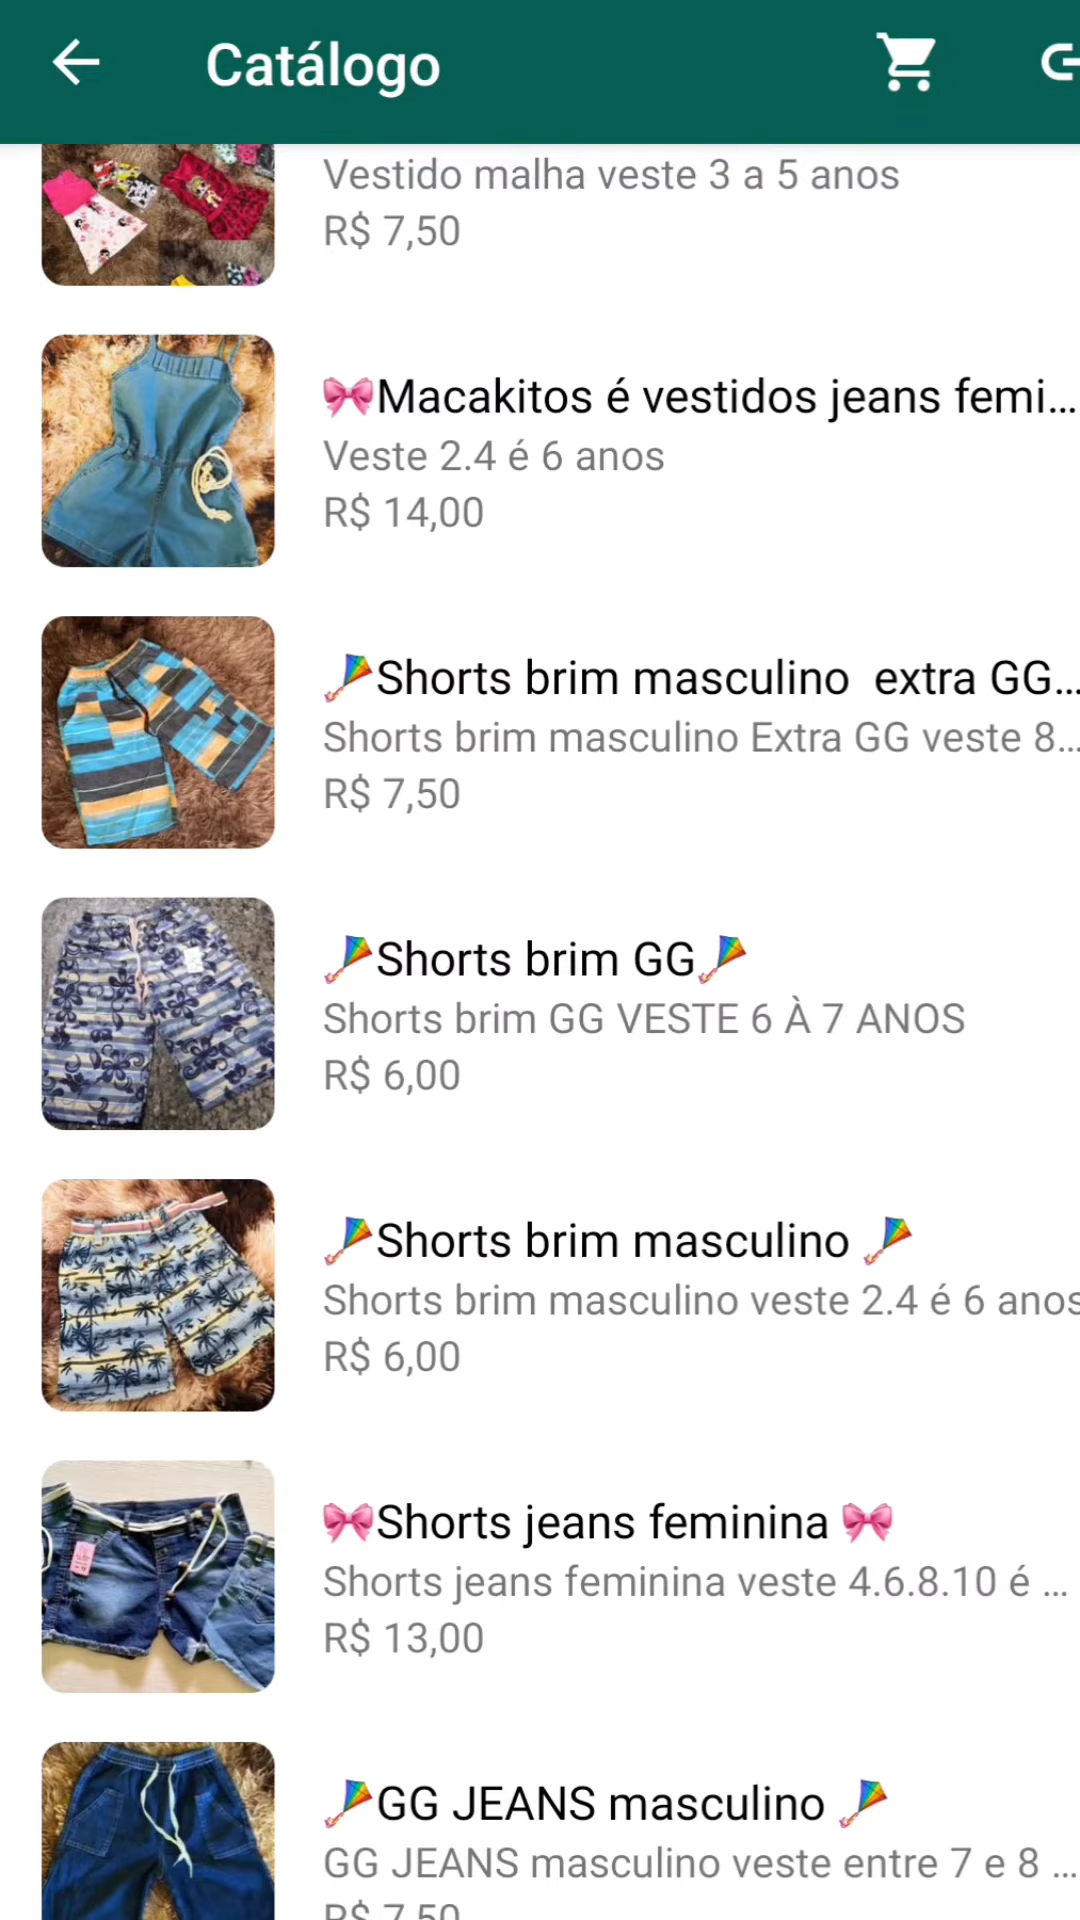 Catálogo
Vestido malha veste 3 a 5 anos
R$ 7,50
🎀Macakitos é vestidos jeans femi...
Veste 2.4 é 6 anos
R$ 14,00
🪁Shorts brim masculino  extra GG...
Shorts brim masculino Extra GG veste 8...
R$ 7,50
🪁Shorts brim GG🪁
Shorts brim GG VESTE 6 À 7 ANOS
R$ 6,00
🪁Shorts brim masculino 🪁
Shorts brim masculino veste 2.4 é 6 anos
R$ 6,00
🎀Shorts jeans feminina 🎀
Shorts jeans feminina veste 4.6.8.10 é ...
R$ 13,00
🪁GG JEANS masculino 🪁
GG JEANS masculino veste entre 7 e 8 ...
R$ 7,50